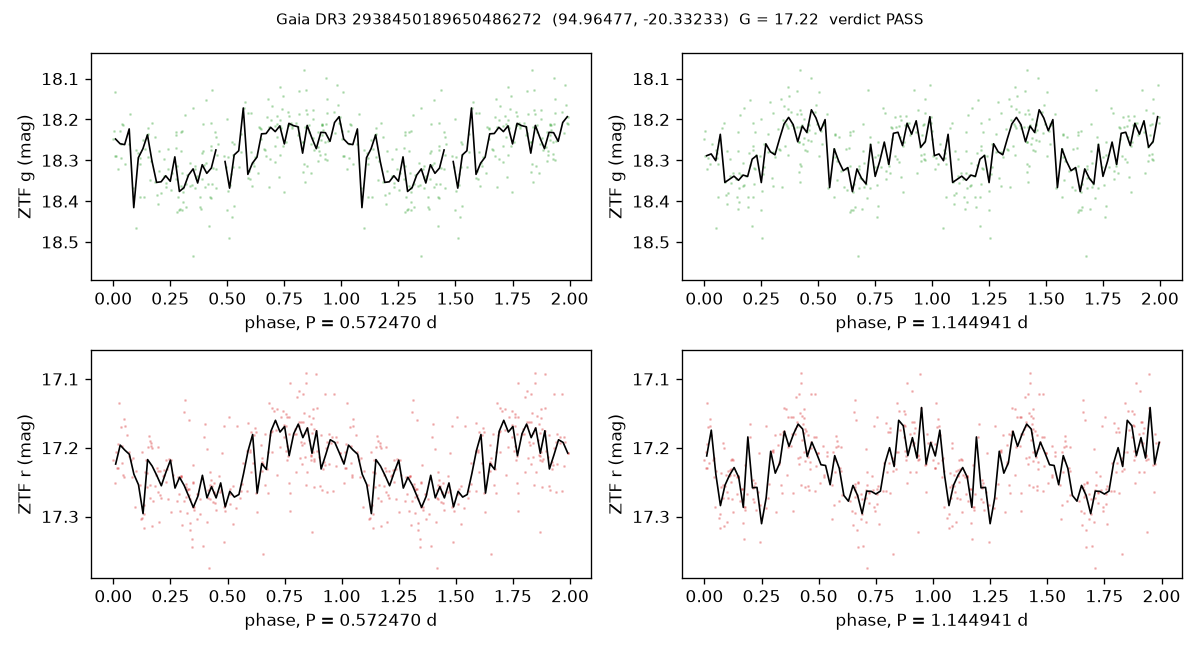 Gaia DR3 2938450189650486272 (94.96477, -20.33233) G = 17.22 verdict PASS
ZTF g (mag)
18.1
18.2
18.3
18.4
18.5
0.00 0.25 0.50 0.75 1.00 1.25 1.50 1.75 2.00
phase, P = 0.572470 d
ZTF g (mag)
18.1
18.2
18.3
18.4
18.5
0.00 0.25 0.50 0.75 1.00 1.25 1.50 1.75 2.00
phase, P = 1.144941 d
ZTF r (mag)
17.1
17.2
17.3
0.00 0.25 0.50 0.75 1.00 1.25 1.50 1.75 2.00
phase, P = 0.572470 d
ZTF r (mag)
17.1
17.2
17.3
0.00 0.25 0.50 0.75 1.00 1.25 1.50 1.75 2.00
phase, P = 1.144941 d